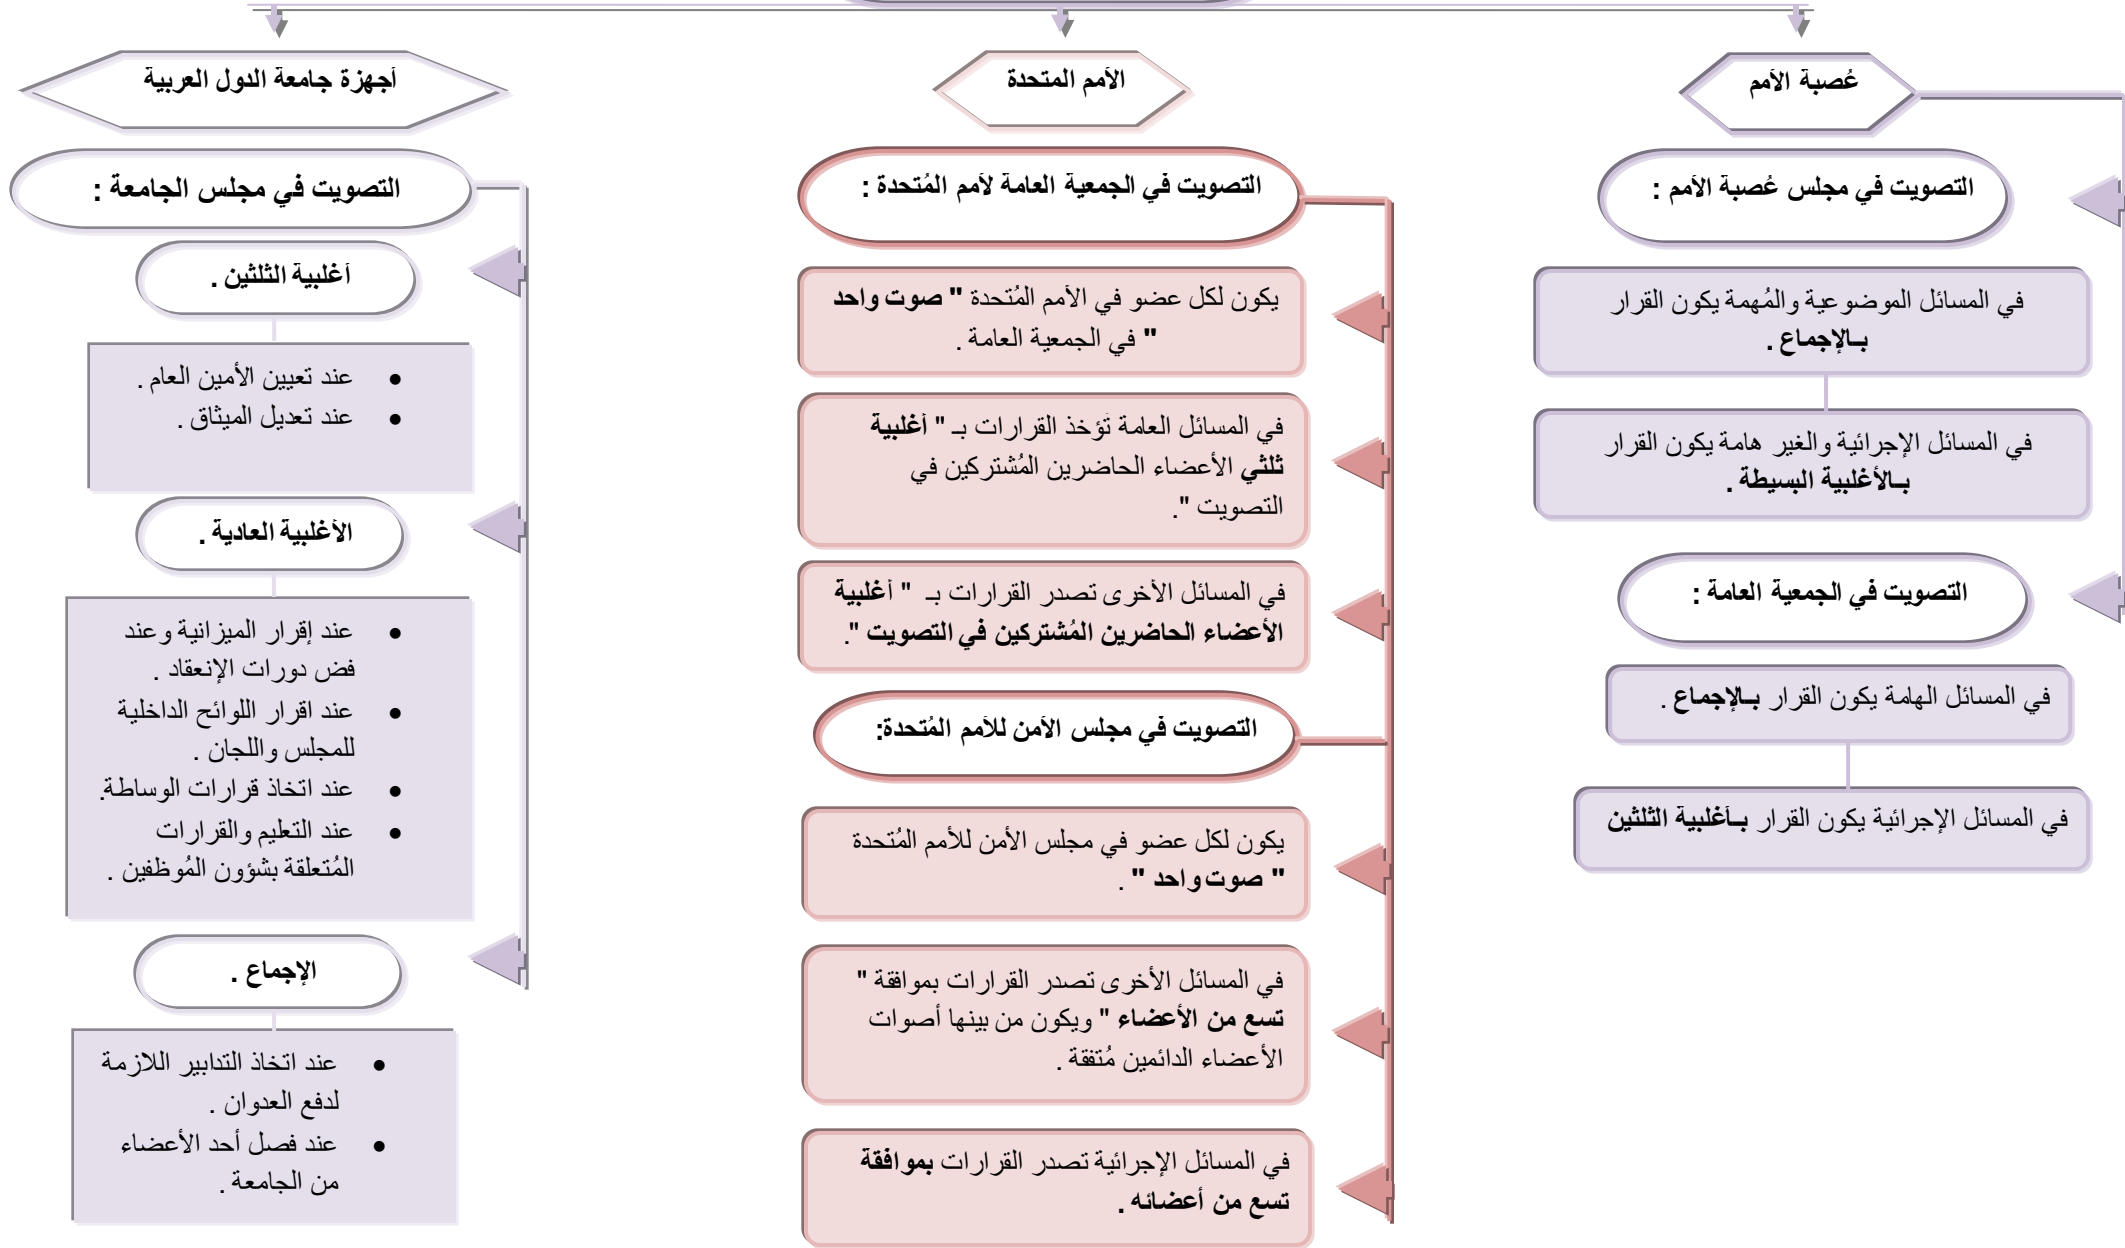 عُصبة الأمم
التصويت في مجلس عُصبة الأمم :
في المسائل الموضوعية والمُهمة يكون القرار
بـالإجماع .
في المسائل الإجرائية والغير هامة يكون القرار
بـالأغلبية البسيطة .
التصويت في الجمعية العامة :
في المسائل الهامة يكون القرار بـالإجماع .
في المسائل الإجرائية يكون القرار بـأغلبية الثلثين
الأمم المتحدة
التصويت في الجمعية العامة لأمم المُتحدة :
يكون لكل عضو في الأمم المُتحدة " صوت واحد
" في الجمعية العامة .
في المسائل العامة تُؤخذ القرارات بـ " أغلبية
ثلثي الأعضاء الحاضرين المُشتركين في
التصويت ".
في المسائل الأخرى تصدر القرارات بـ " أغلبية
الأعضاء الحاضرين المُشتركين في التصويت ".
التصويت في مجلس الأمن للأمم المُتحدة:
يكون لكل عضو في مجلس الأمن للأمم المُتحدة
" صوت واحد " .
في المسائل الأخرى تصدر القرارات بموافقة "
تسع من الأعضاء " ويكون من بينها أصوات
الأعضاء الدائمين مُتفقة .
في المسائل الإجرائية تصدر القرارات بموافقة
تسع من أعضائه .
أجهزة جامعة الدول العربية
التصويت في مجلس الجامعة :
أغلبية الثلثين .
• عند تعيين الأمين العام .
• عند تعديل الميثاق .
الأغلبية العادية .
• عند إقرار الميزانية وعند
فض دورات الإنعقاد .
• عند اقرار اللوائح الداخلية
للمجلس واللجان .
• عند اتخاذ قرارات الوساطة.
• عند التعليم والقرارات
المُتعلقة بشؤون المُوظفين .
الإجماع .
• عند اتخاذ التدابير اللازمة
لدفع العدوان .
• عند فصل أحد الأعضاء
من الجامعة .